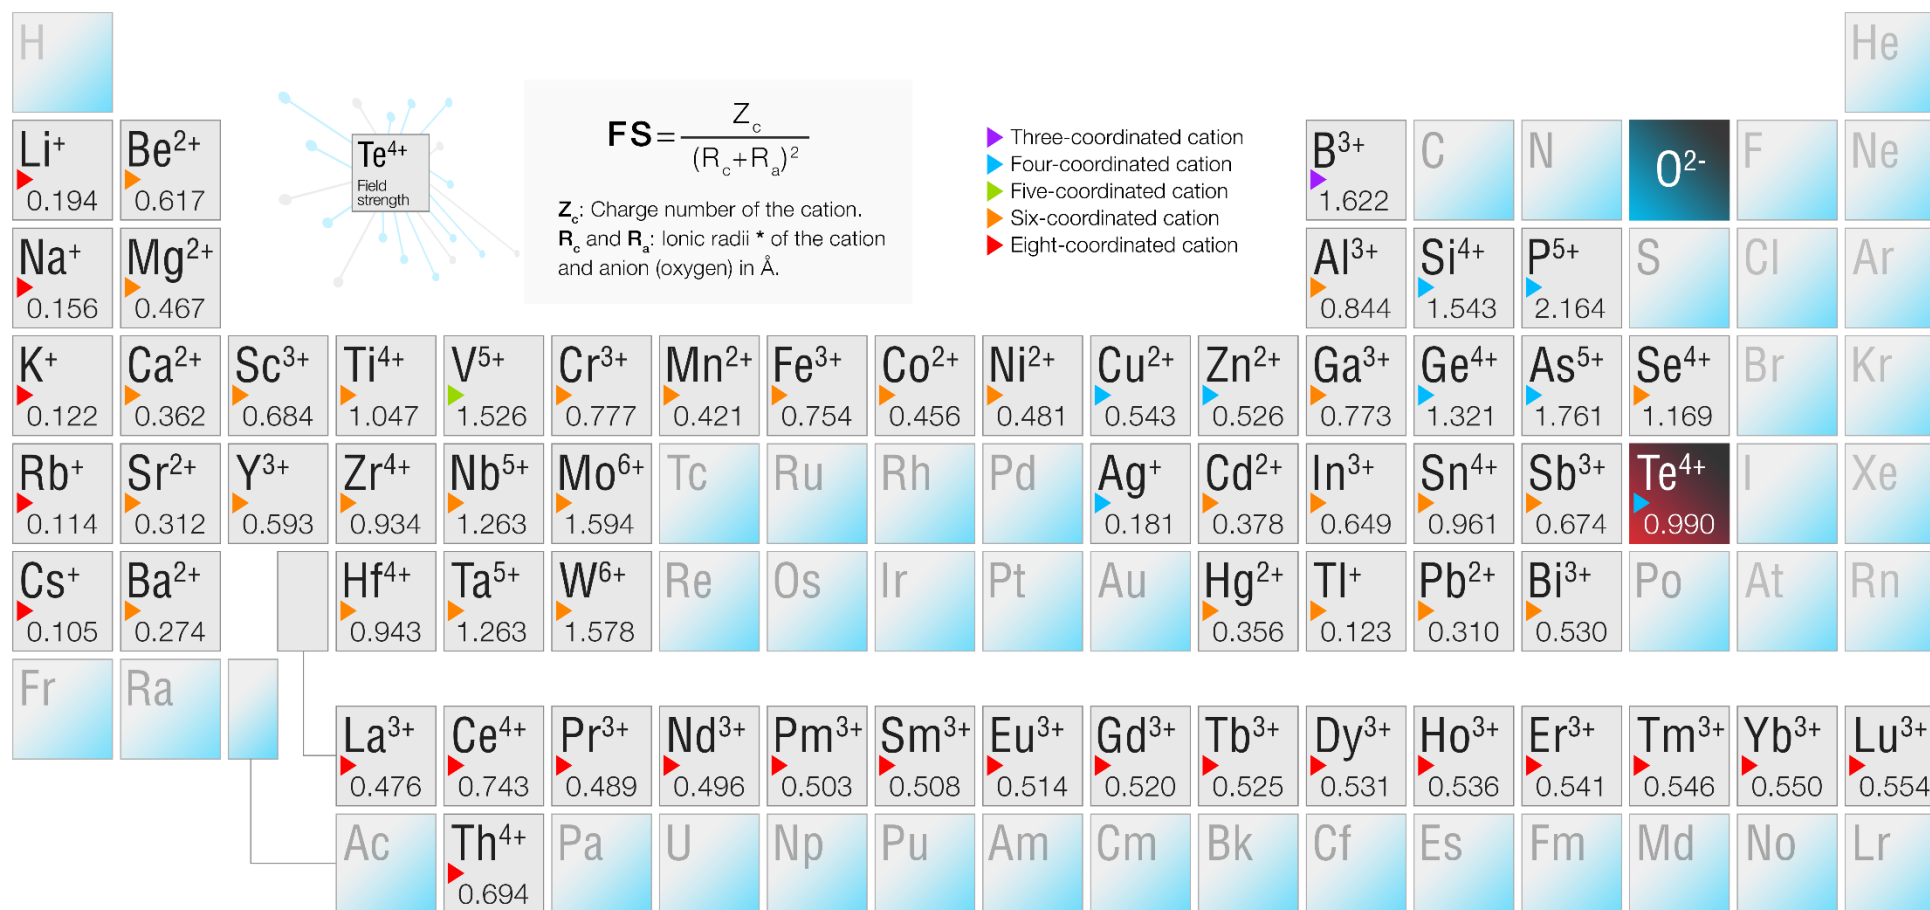 H He
Te⁴⁺
Field
strength
FS = Z_c / (R_c+R_a)²
Z_c: Charge number of the cation.
R_c and R_a: Ionic radii * of the cation
and anion (oxygen) in Å.
Three-coordinated cation
Four-coordinated cation
Five-coordinated cation
Six-coordinated cation
Eight-coordinated cation
Li⁺ Be²⁺ B³⁺ C N O²⁻ F Ne
0.194 0.617 1.622
Na⁺ Mg²⁺ Al³⁺ Si⁴⁺ P⁵⁺ S Cl Ar
0.156 0.467 0.844 1.543 2.164
K⁺ Ca²⁺ Sc³⁺ Ti⁴⁺ V⁵⁺ Cr³⁺ Mn²⁺ Fe³⁺ Co²⁺ Ni²⁺ Cu²⁺ Zn²⁺ Ga³⁺ Ge⁴⁺ As⁵⁺ Se⁴⁺ Br Kr
0.122 0.362 0.684 1.047 1.526 0.777 0.421 0.754 0.456 0.481 0.543 0.526 0.773 1.321 1.761 1.169
Rb⁺ Sr²⁺ Y³⁺ Zr⁴⁺ Nb⁵⁺ Mo⁶⁺ Tc Ru Rh Pd Ag⁺ Cd²⁺ In³⁺ Sn⁴⁺ Sb³⁺ Te⁴⁺ I Xe
0.114 0.312 0.593 0.934 1.263 1.594 0.181 0.378 0.649 0.961 0.674 0.990
Cs⁺ Ba²⁺ Hf⁴⁺ Ta⁵⁺ W⁶⁺ Re Os Ir Pt Au Hg²⁺ Tl⁺ Pb²⁺ Bi³⁺ Po At Rn
0.105 0.274 0.943 1.263 1.578 0.356 0.123 0.310 0.530
Fr Ra
La³⁺ Ce⁴⁺ Pr³⁺ Nd³⁺ Pm³⁺ Sm³⁺ Eu³⁺ Gd³⁺ Tb³⁺ Dy³⁺ Ho³⁺ Er³⁺ Tm³⁺ Yb³⁺ Lu³⁺
0.476 0.743 0.489 0.496 0.503 0.508 0.514 0.520 0.525 0.531 0.536 0.541 0.546 0.550 0.554
Ac Th⁴⁺ Pa U Np Pu Am Cm Bk Cf Es Fm Md No Lr
0.694